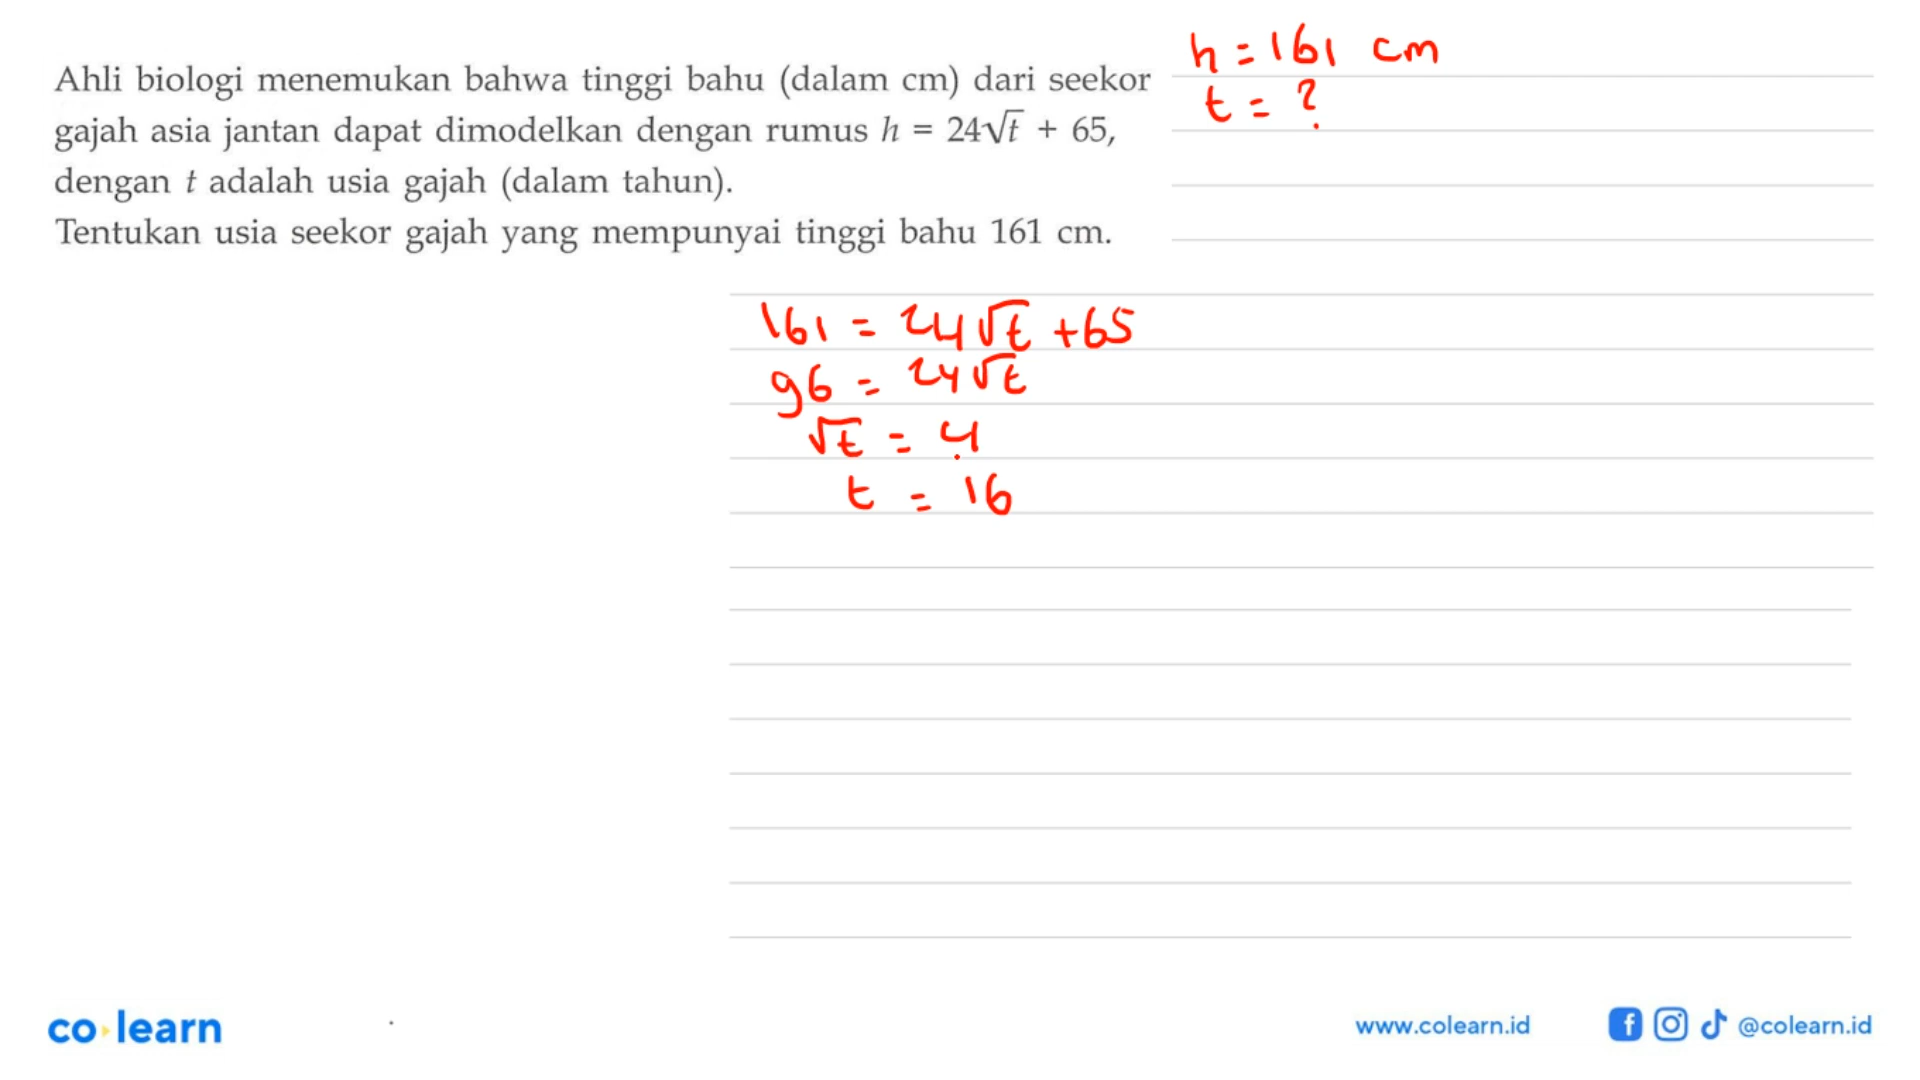 Ahli biologi menemukan bahwa tinggi bahu (dalam cm) dari seekor
gajah asia jantan dapat dimodelkan dengan rumus h = 24√t + 65,
dengan t adalah usia gajah (dalam tahun).
Tentukan usia seekor gajah yang mempunyai tinggi bahu 161 cm.
h = 161 cm
t = ?
161 = 24√t + 65
96 = 24√t
√t = 4
t = 16
co learn
www.colearn.id
@colearn.id